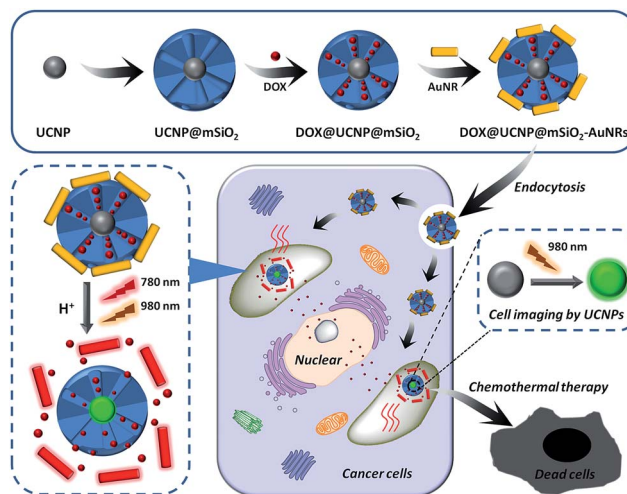 DOX
AuNR
UCNP
UCNP@mSiO₂
DOX@UCNP@mSiO₂
DOX@UCNP@mSiO₂-AuNRs
Endocytosis
780 nm
H⁺
980 nm
980 nm
Cell imaging by UCNPs
Nuclear
Chemothermal therapy
Cancer cells
Dead cells